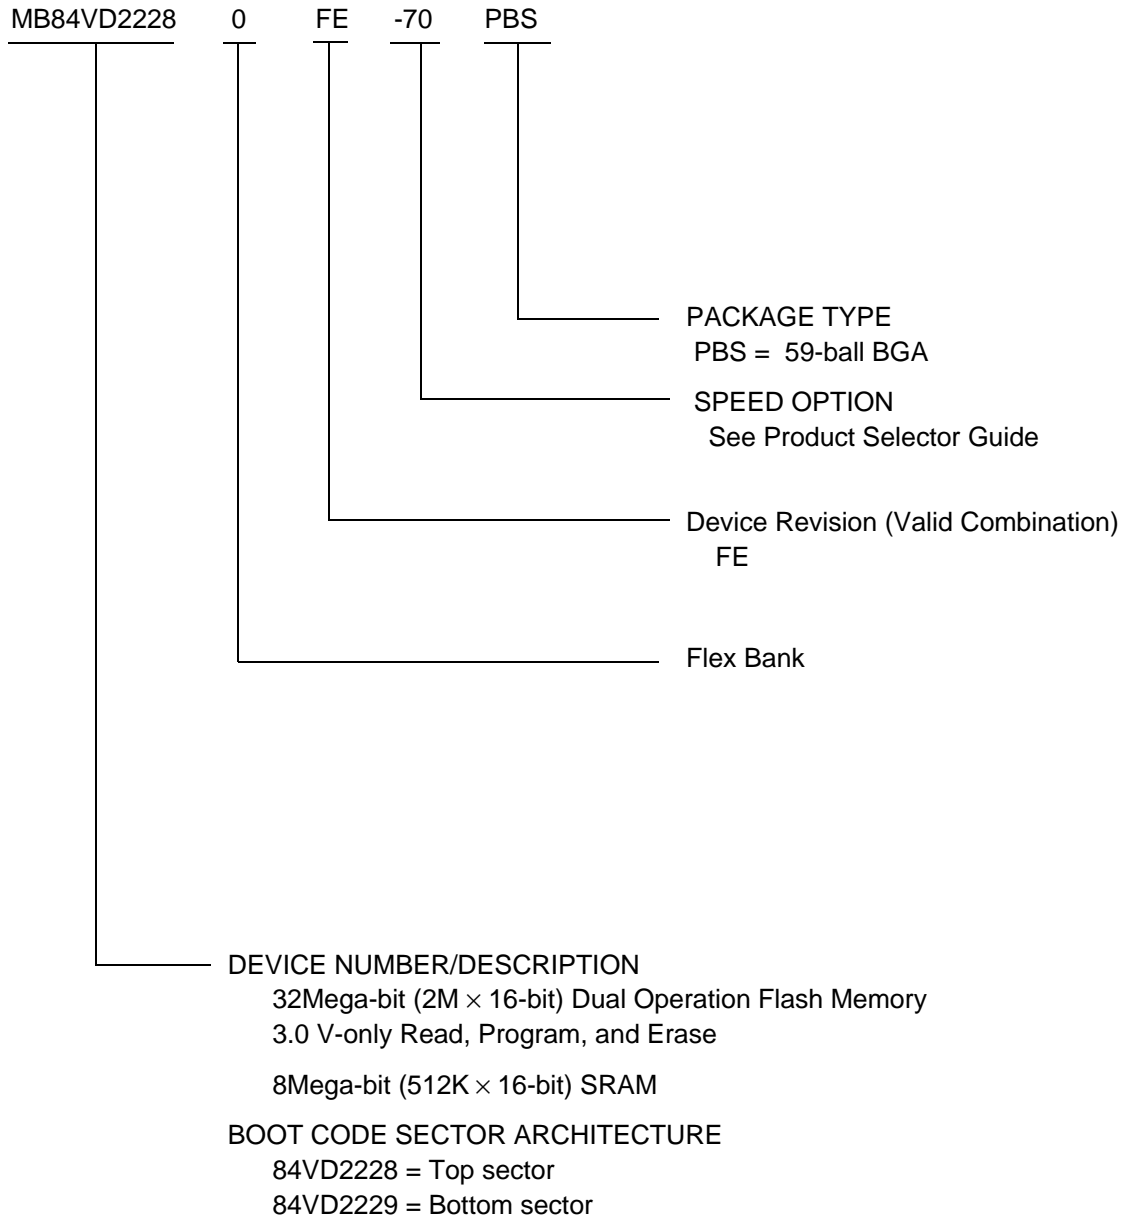 MB84VD2228 0 FE -70 PBS
PACKAGE TYPE
PBS = 59-ball BGA
SPEED OPTION
See Product Selector Guide
Device Revision (Valid Combination)
FE
Flex Bank
DEVICE NUMBER/DESCRIPTION
32Mega-bit (2M × 16-bit) Dual Operation Flash Memory
3.0 V-only Read, Program, and Erase
8Mega-bit (512K × 16-bit) SRAM
BOOT CODE SECTOR ARCHITECTURE
84VD2228 = Top sector
84VD2229 = Bottom sector